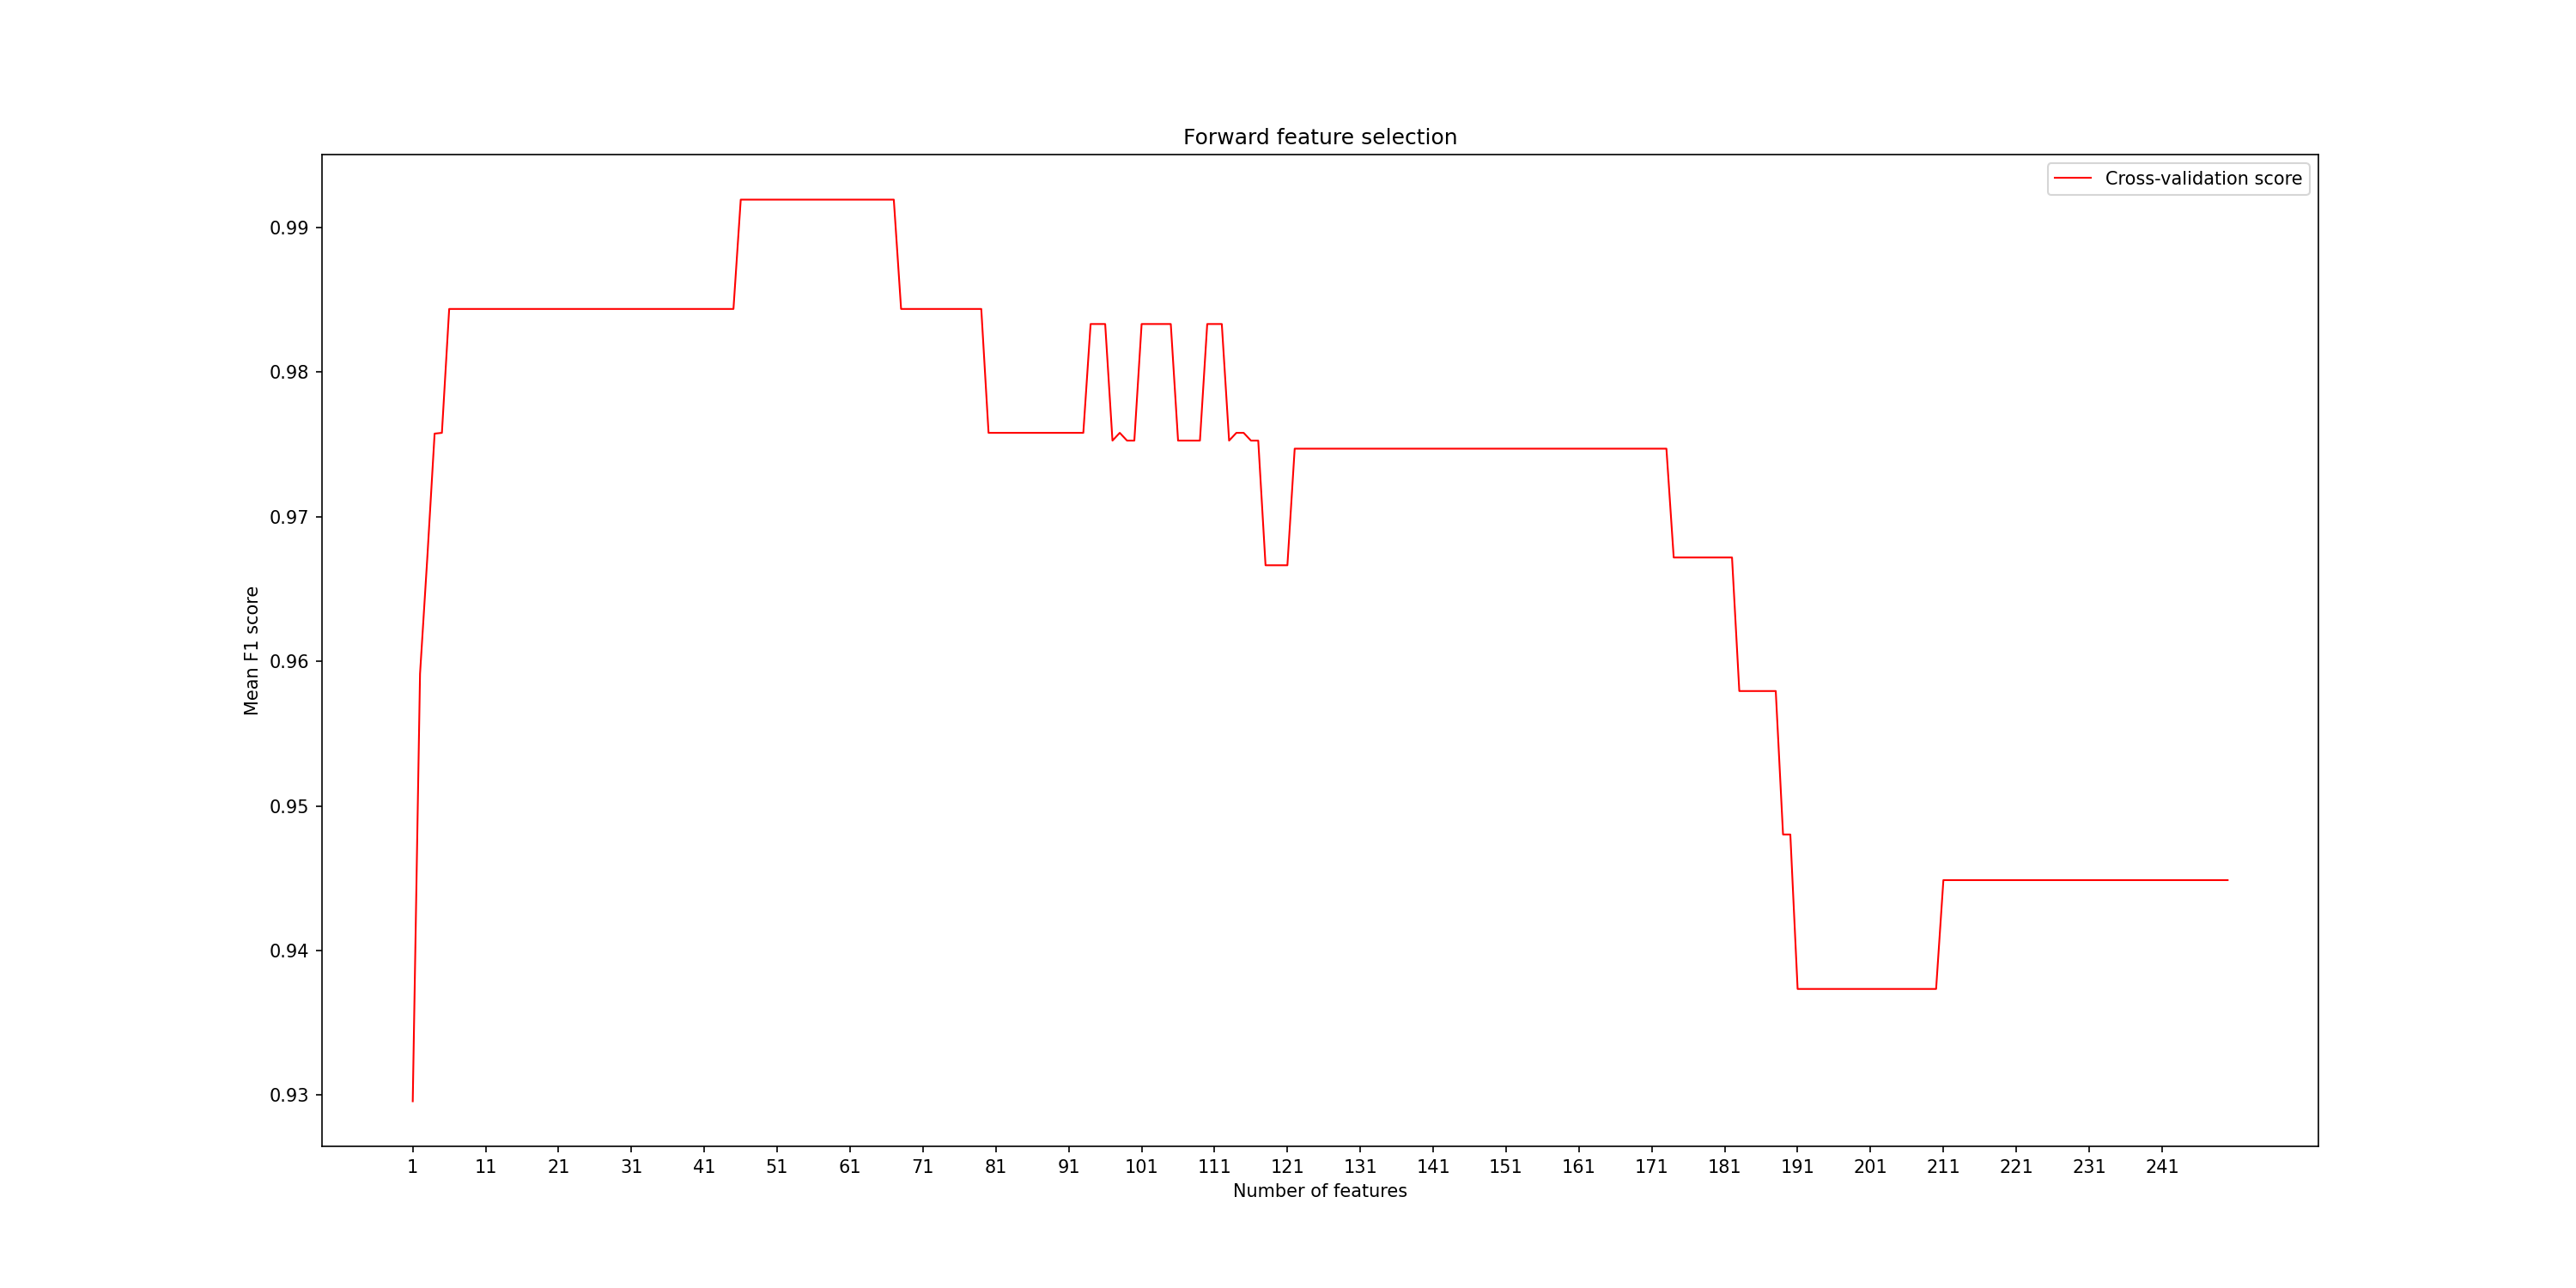 Forward feature selection
Cross-validation score
0.99
0.98
0.97
0.96
0.95
0.94
0.93
Mean F1 score
1 11 21 31 41 51 61 71 81 91 101 111 121 131 141 151 161 171 181 191 201 211 221 231 241
Number of features